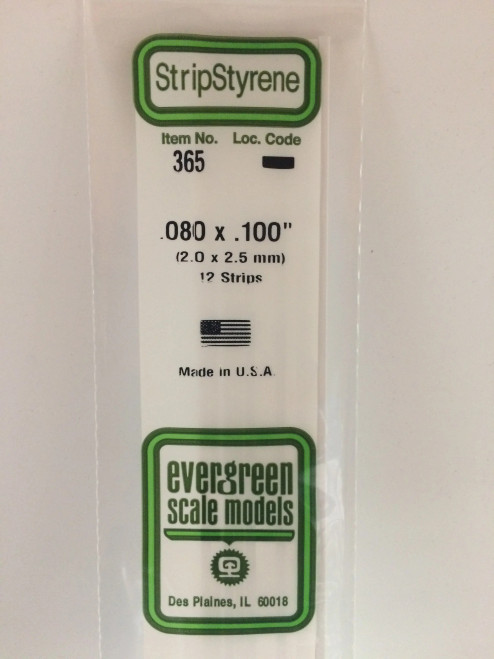 StripStyrene
Item No. Loc. Code
365
.080 x .100"
(2.0 x 2.5 mm)
12 Strips
Made in U.S.A.
evergreen
scale models
Des Plaines, IL 60018